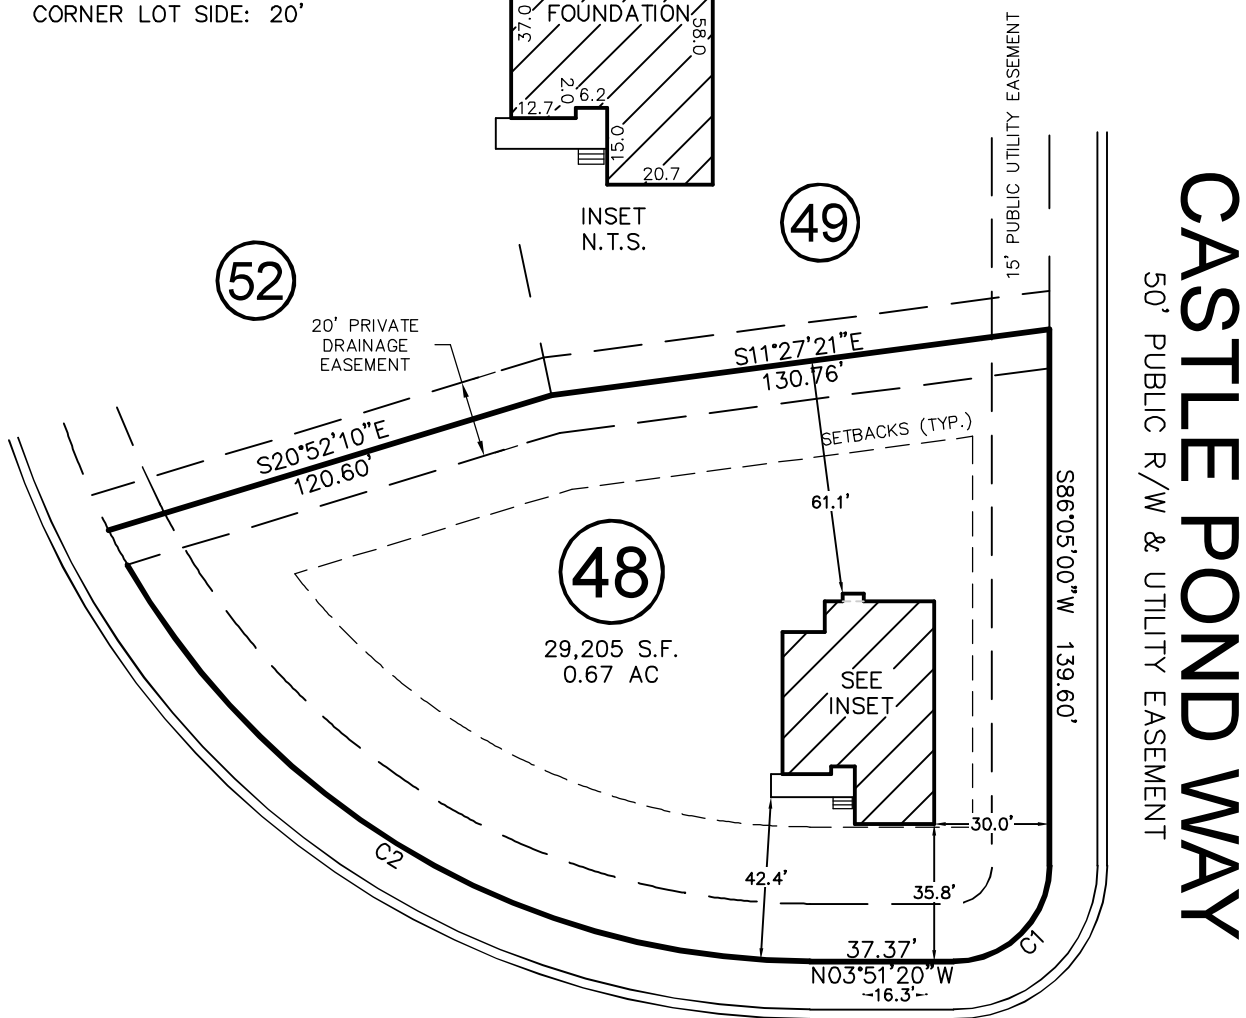 CORNER LOT SIDE: 20'
FOUNDATION
37.0
58.0
12.7
2.0
6.2
15.0
20.7
INSET
N.T.S.
15' PUBLIC UTILITY EASEMENT
CASTLE POND WAY
50' PUBLIC R/W & UTILITY EASEMENT
49
52
20' PRIVATE
DRAINAGE
EASEMENT
S11°27'21"E
130.76'
S20°52'10"E
120.60'
SETBACKS (TYP.)
61.1'
S86°05'00"W 139.60'
48
29,205 S.F.
0.67 AC
SEE
INSET
30.0'
42.4'
35.8'
C2
C1
37.37'
N03°51'20"W
16.3'